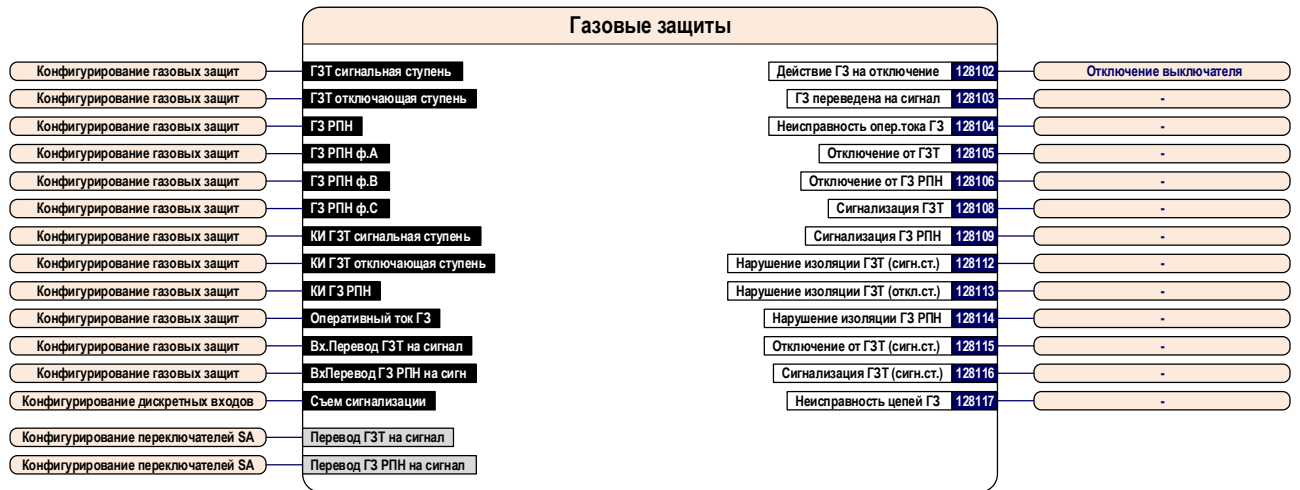 Газовые защиты
Конфигурирование газовых защит ГЗТ сигнальная ступень Действие ГЗ на отключение 128102 Отключение выключателя
Конфигурирование газовых защит ГЗТ отключающая ступень ГЗ переведена на сигнал 128103 -
Конфигурирование газовых защит ГЗ РПН Неисправность опер.тока ГЗ 128104 -
Конфигурирование газовых защит ГЗ РПН ф.A Отключение от ГЗТ 128105 -
Конфигурирование газовых защит ГЗ РПН ф.B Отключение от ГЗ РПН 128106 -
Конфигурирование газовых защит ГЗ РПН ф.C Сигнализация ГЗТ 128108 -
Конфигурирование газовых защит КИ ГЗТ сигнальная ступень Сигнализация ГЗ РПН 128109 -
Конфигурирование газовых защит КИ ГЗТ отключающая ступень Нарушение изоляции ГЗТ (сигн.ст.) 128112 -
Конфигурирование газовых защит КИ ГЗ РПН Нарушение изоляции ГЗТ (откл.ст.) 128113 -
Конфигурирование газовых защит Оперативный ток ГЗ Нарушение изоляции ГЗ РПН 128114 -
Конфигурирование газовых защит Вх.Перевод ГЗТ на сигнал Отключение от ГЗТ (сигн.ст.) 128115 -
Конфигурирование газовых защит ВхПеревод ГЗ РПН на сигн Сигнализация ГЗТ (сигн.ст.) 128116 -
Конфигурирование дискретных входов Съем сигнализации Неисправность цепей ГЗ 128117 -
Конфигурирование переключателей SA Перевод ГЗТ на сигнал
Конфигурирование переключателей SA Перевод ГЗ РПН на сигнал